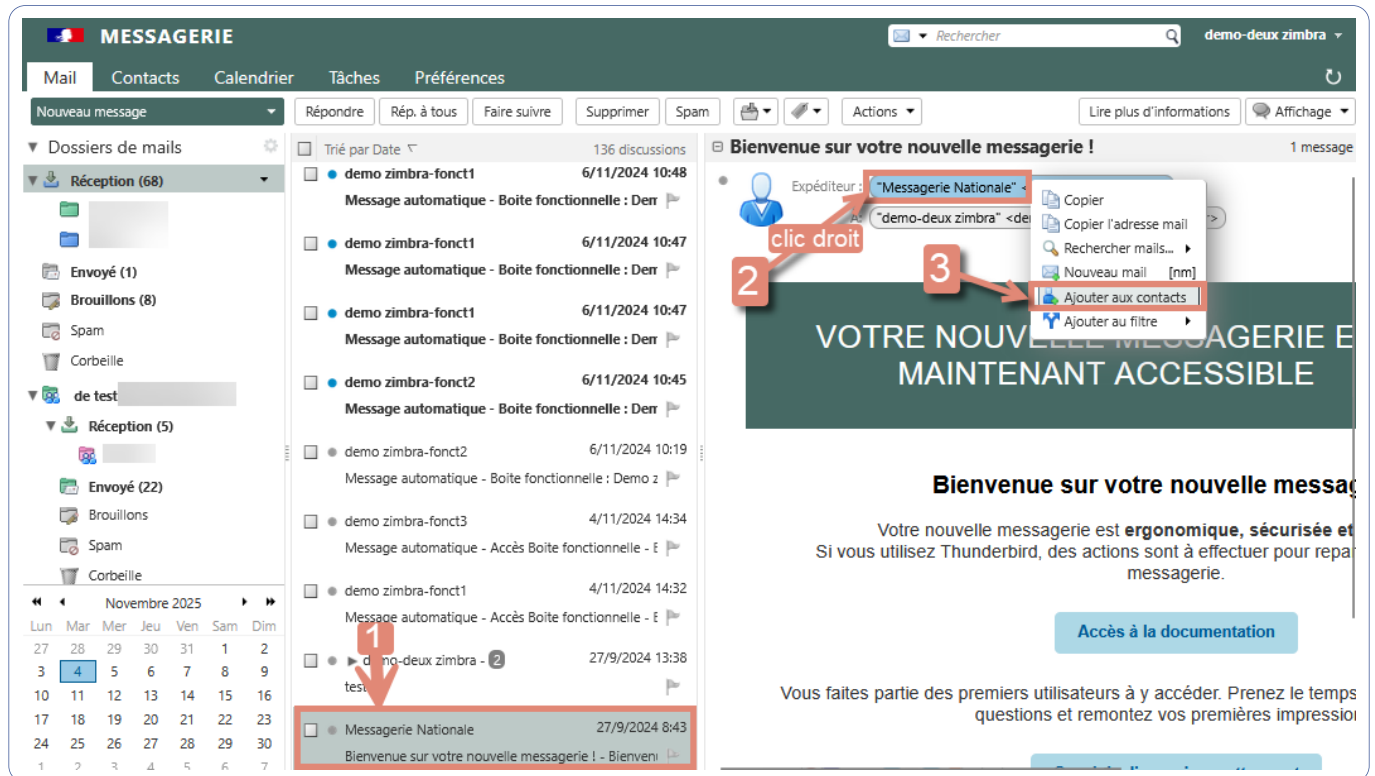 MESSAGERIE
Rechercher
demo-deux zimbra
Mail Contacts Calendrier Tâches Préférences
Nouveau message
Répondre Rép. à tous Faire suivre Supprimer Spam Actions Lire plus d'informations Affichage
Dossiers de mails
Réception (68)
Envoyé (1)
Brouillons (8)
Spam
Corbeille
de test
Réception (5)
Envoyé (22)
Brouillons
Spam
Corbeille
Novembre 2025
Lun Mar Mer Jeu Ven Sam Dim
27 28 29 30 31 1 2
3 4 5 6 7 8 9
10 11 12 13 14 15 16
17 18 19 20 21 22 23
24 25 26 27 28 29 30
1 2 3 4 5 6 7
Trié par Date 136 discussions
demo zimbra-fonct1 6/11/2024 10:48
Message automatique - Boite fonctionnelle : Dem
demo zimbra-fonct1 6/11/2024 10:47
Message automatique - Boite fonctionnelle : Dem
demo zimbra-fonct1 6/11/2024 10:47
Message automatique - Boite fonctionnelle : Dem
demo zimbra-fonct2 6/11/2024 10:45
Message automatique - Boite fonctionnelle : Dem
demo zimbra-fonct2 6/11/2024 10:19
Message automatique - Boite fonctionnelle : Demo z
demo zimbra-fonct3 4/11/2024 14:34
Message automatique - Accès Boite fonctionnelle - E
demo zimbra-fonct1 4/11/2024 14:32
Message automatique - Accès Boite fonctionnelle - E
1
demo-deux zimbra - 2 27/9/2024 13:38
test
Messagerie Nationale 27/9/2024 8:43
Bienvenue sur votre nouvelle messagerie ! - Bienvenu
Bienvenue sur votre nouvelle messagerie ! 1 message
Expéditeur : "Messagerie Nationale" <
À: "demo-deux zimbra" <de
clic droit
2
3
Copier
Copier l'adresse mail
Rechercher mails...
Nouveau mail [nm]
Ajouter aux contacts
Ajouter au filtre
VOTRE NOUVELLE MESSAGERIE E
MAINTENANT ACCESSIBLE
Bienvenue sur votre nouvelle messag
Votre nouvelle messagerie est ergonomique, sécurisée et
Si vous utilisez Thunderbird, des actions sont à effectuer pour repa
messagerie.
Accès à la documentation
Vous faites partie des premiers utilisateurs à y accéder. Prenez le temps
questions et remontez vos premières impression